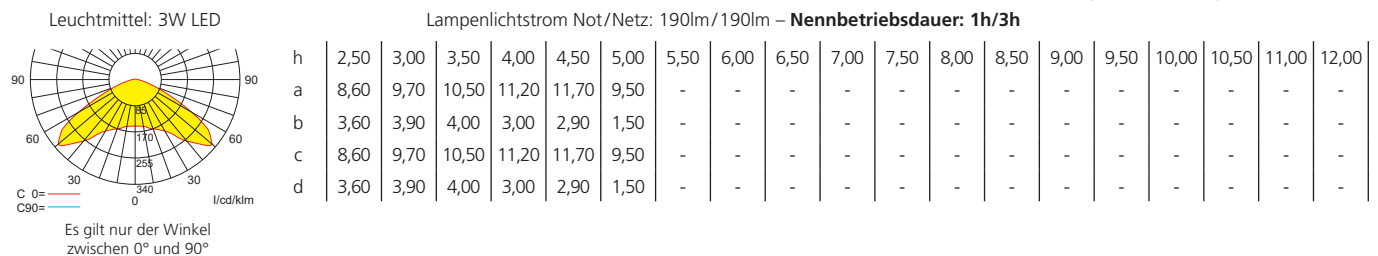 Leuchtmittel: 3W LED
Lampenlichtstrom Not/Netz: 190lm/190lm – Nennbetriebsdauer: 1h/3h
90 90
60 60
30 30
0
85
170
255
340
C 0=
C90=
l/cd/klm
Es gilt nur der Winkel
zwischen 0° und 90°
h 2,50 3,00 3,50 4,00 4,50 5,00 5,50 6,00 6,50 7,00 7,50 8,00 8,50 9,00 9,50 10,00 10,50 11,00 12,00
a 8,60 9,70 10,50 11,20 11,70 9,50 - - - - - - - - - - - - -
b 3,60 3,90 4,00 3,00 2,90 1,50 - - - - - - - - - - - - -
c 8,60 9,70 10,50 11,20 11,70 9,50 - - - - - - - - - - - - -
d 3,60 3,90 4,00 3,00 2,90 1,50 - - - - - - - - - - - - -